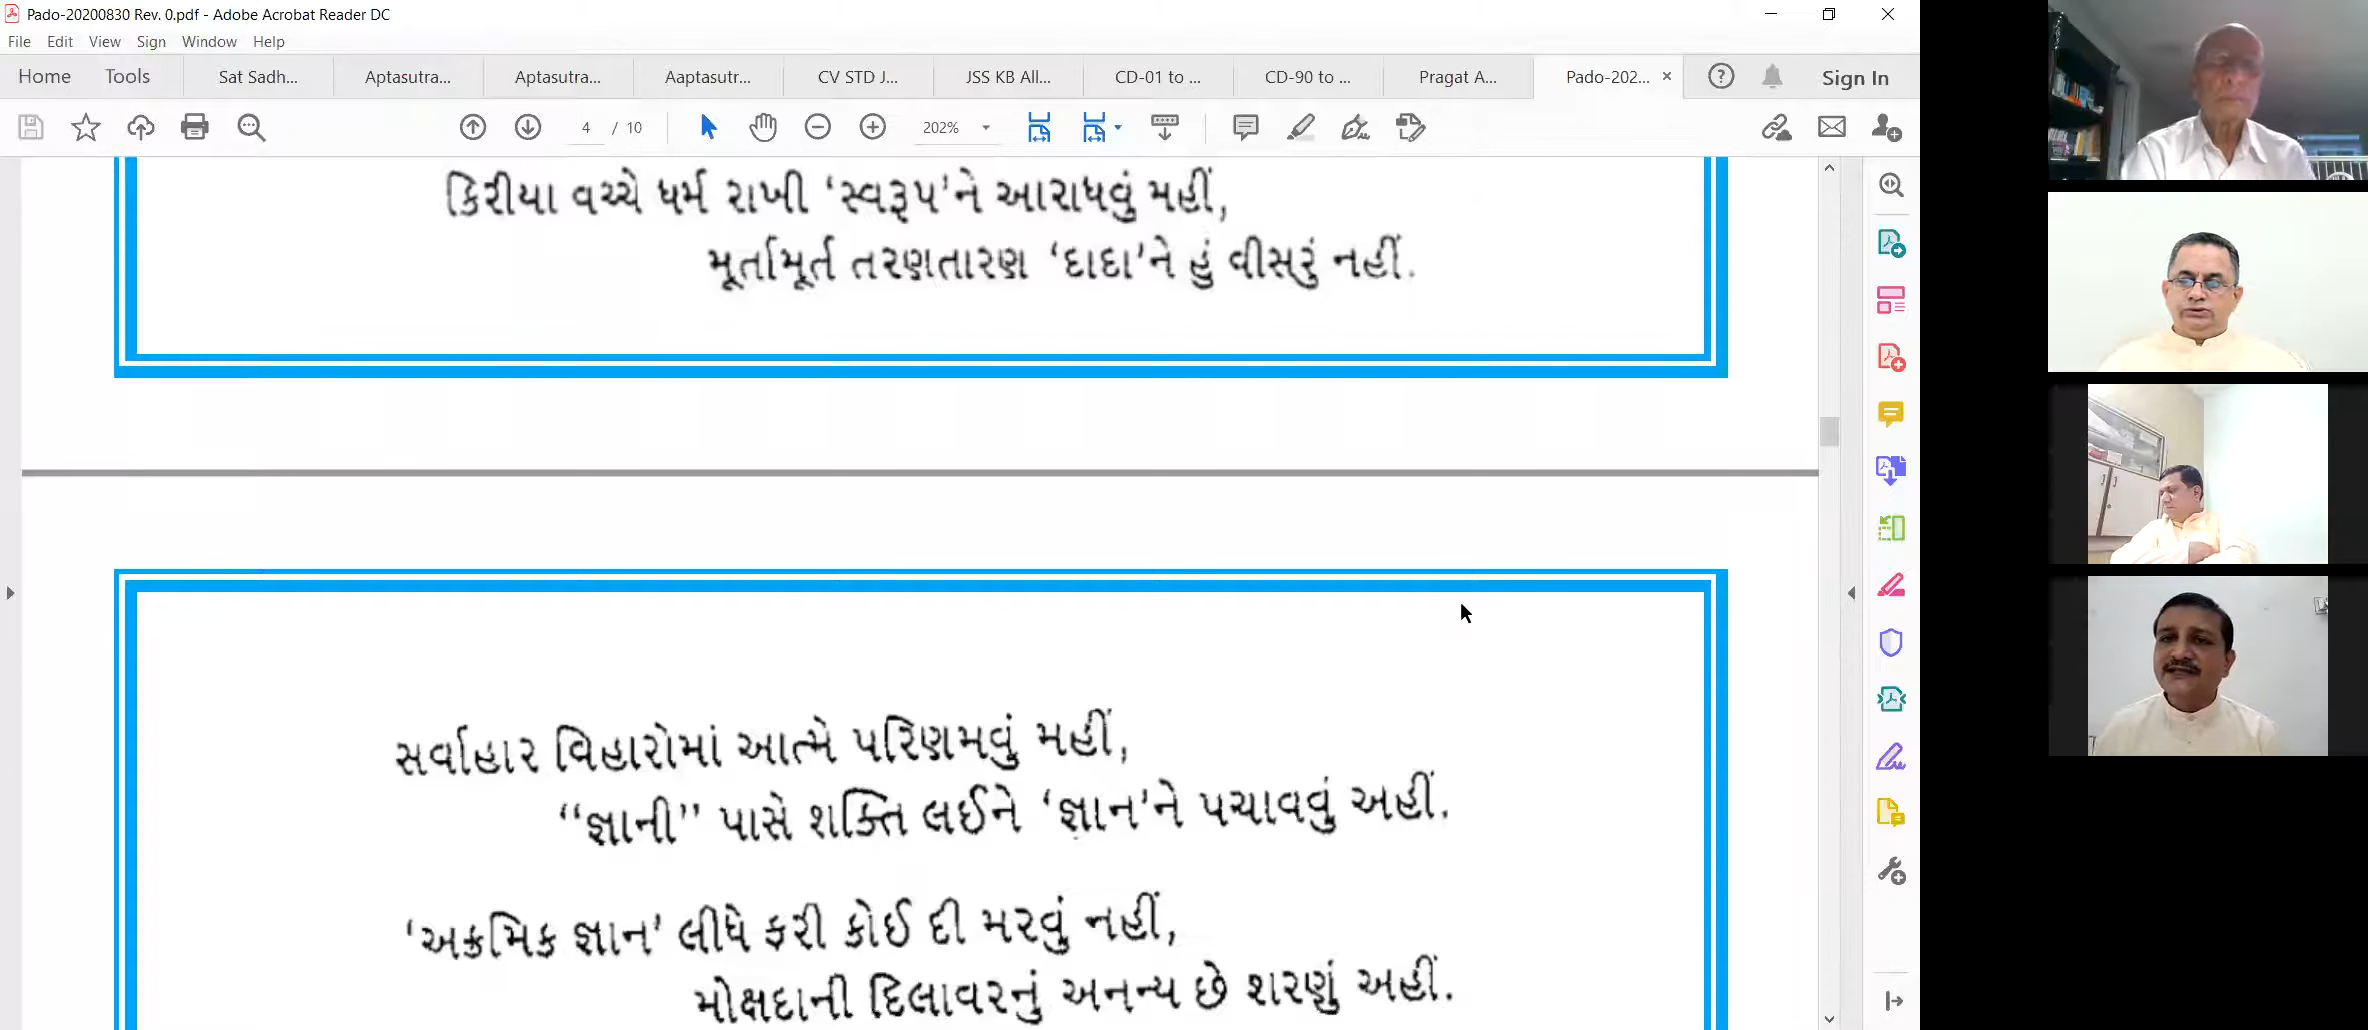 Pado-20200830 Rev. 0.pdf - Adobe Acrobat Reader DC
File Edit View Sign Window Help
Home Tools Sat Sadh... Aptasutra... Aptasutra... Aaptasutr... CV STD J... JSS KB All... CD-01 to ... CD-90 to ... Pragat A... Pado-202... Sign In
4 / 10 202%
કિરીયા વચ્ચે ધર્મ રાખી ‘સ્વરૂપ’ને આરાધવું મહીં,
મૂર્તામૂર્ત તરણતારણ ‘દાદા’ને હું વીસરું નહીં.
સર્વાહાર વિહારોમાં આત્મે પરિણમવું મહીં,
“જ્ઞાની” પાસે શક્તિ લઈને ‘જ્ઞાન’ને પચાવવું અહીં.
‘અક્રમિક જ્ઞાન’ લીધે ફરી કોઈ દી મરવું નહીં,
મોક્ષદાની દિલાવરનું અનન્ય છે શરણું અહીં.